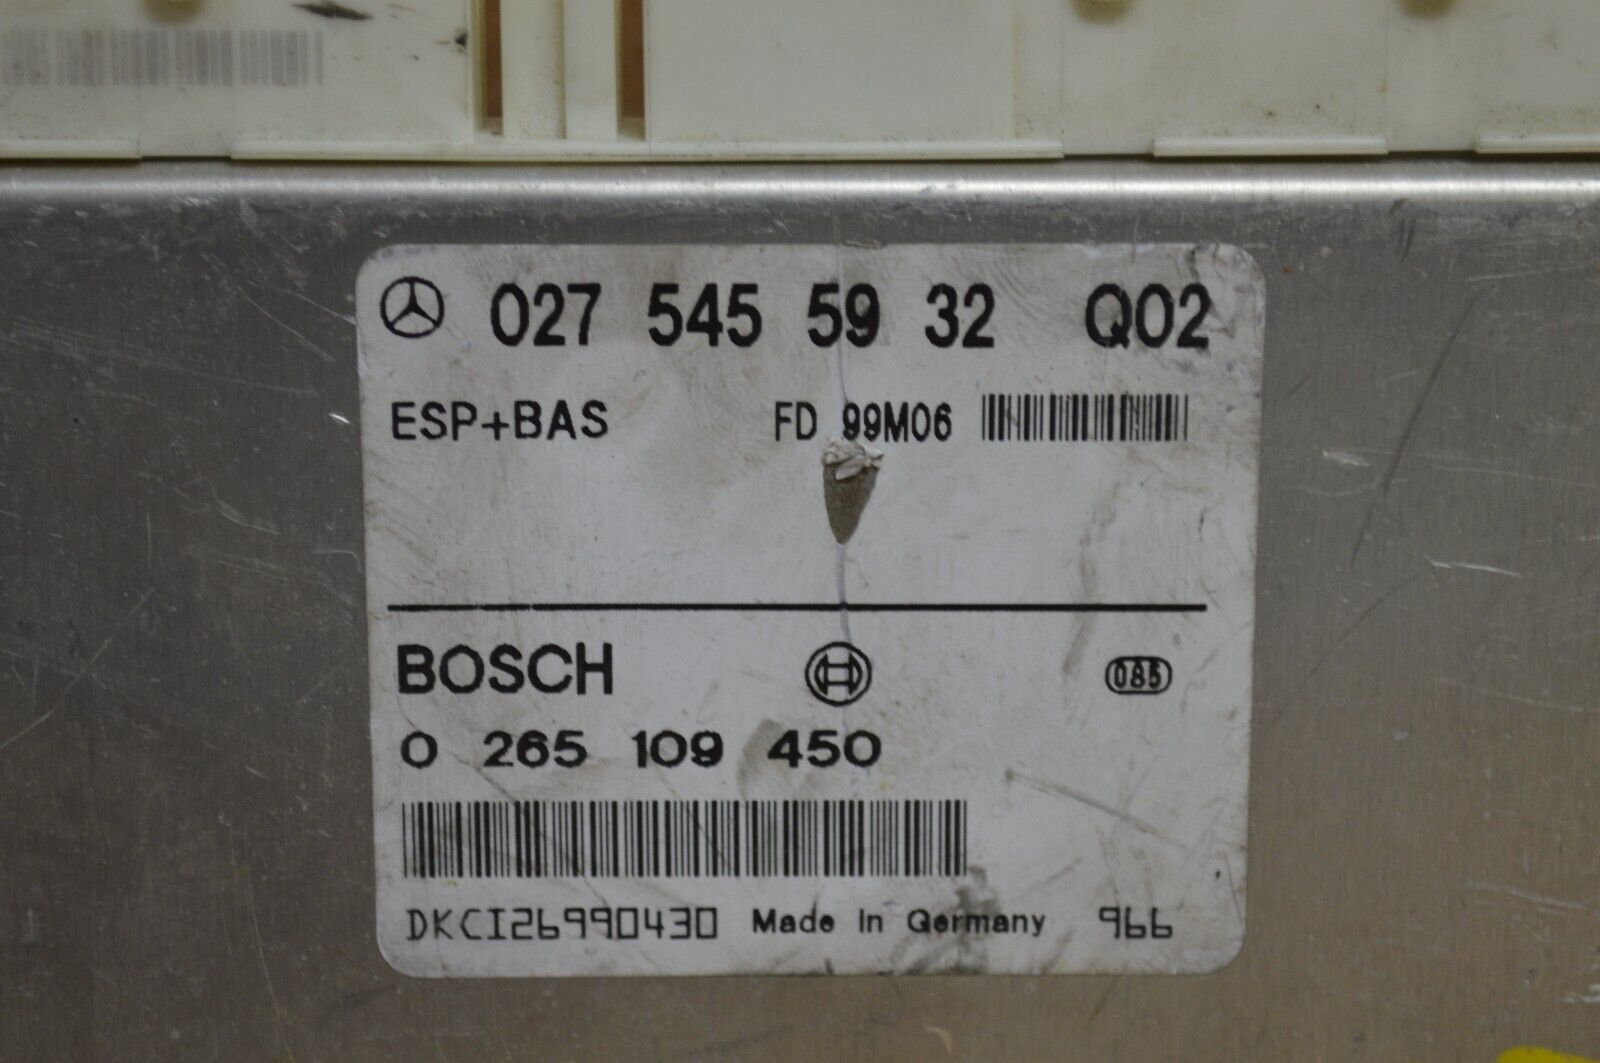 027 545 59 32 Q02
ESP+BAS FD 99M06
BOSCH 085
0 265 109 450
DKCI26990430 Made In Germany 966